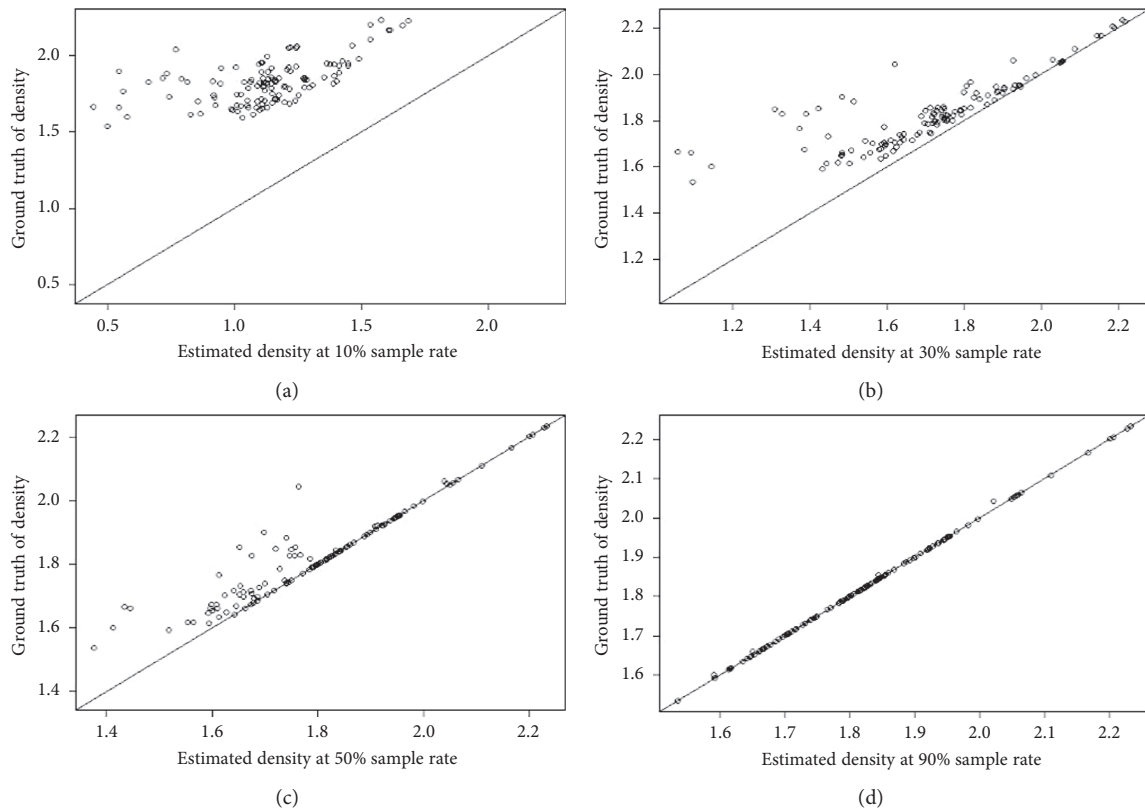 Ground truth of density
2.0
1.5
1.0
0.5
0.5 1.0 1.5 2.0
Estimated density at 10% sample rate
(a)
Ground truth of density
2.2
2.0
1.8
1.6
1.4
1.2
1.2 1.4 1.6 1.8 2.0 2.2
Estimated density at 30% sample rate
(b)
Ground truth of density
2.2
2.0
1.8
1.6
1.4
1.4 1.6 1.8 2.0 2.2
Estimated density at 50% sample rate
(c)
Ground truth of density
2.2
2.1
2.0
1.9
1.8
1.7
1.6
1.6 1.7 1.8 1.9 2.0 2.1 2.2
Estimated density at 90% sample rate
(d)